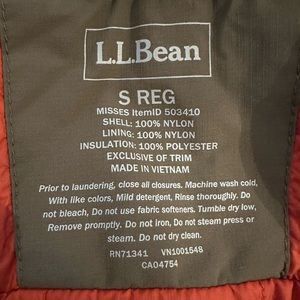 L.L.Bean
S REG
MISSES ItemID 503410
SHELL: 100% NYLON
LINING: 100% NYLON
INSULATION: 100% POLYESTER
EXCLUSIVE OF TRIM
MADE IN VIETNAM
Prior to laundering, close all closures. Machine wash cold,
With like colors, Mild detergent, Rinse thoroughly. Do
not bleach, Do not use fabric softeners. Tumble dry low,
Remove promptly. Do not iron, Do not steam press or
steam. Do not dry clean.
RN71341 VN1001548
CA04754